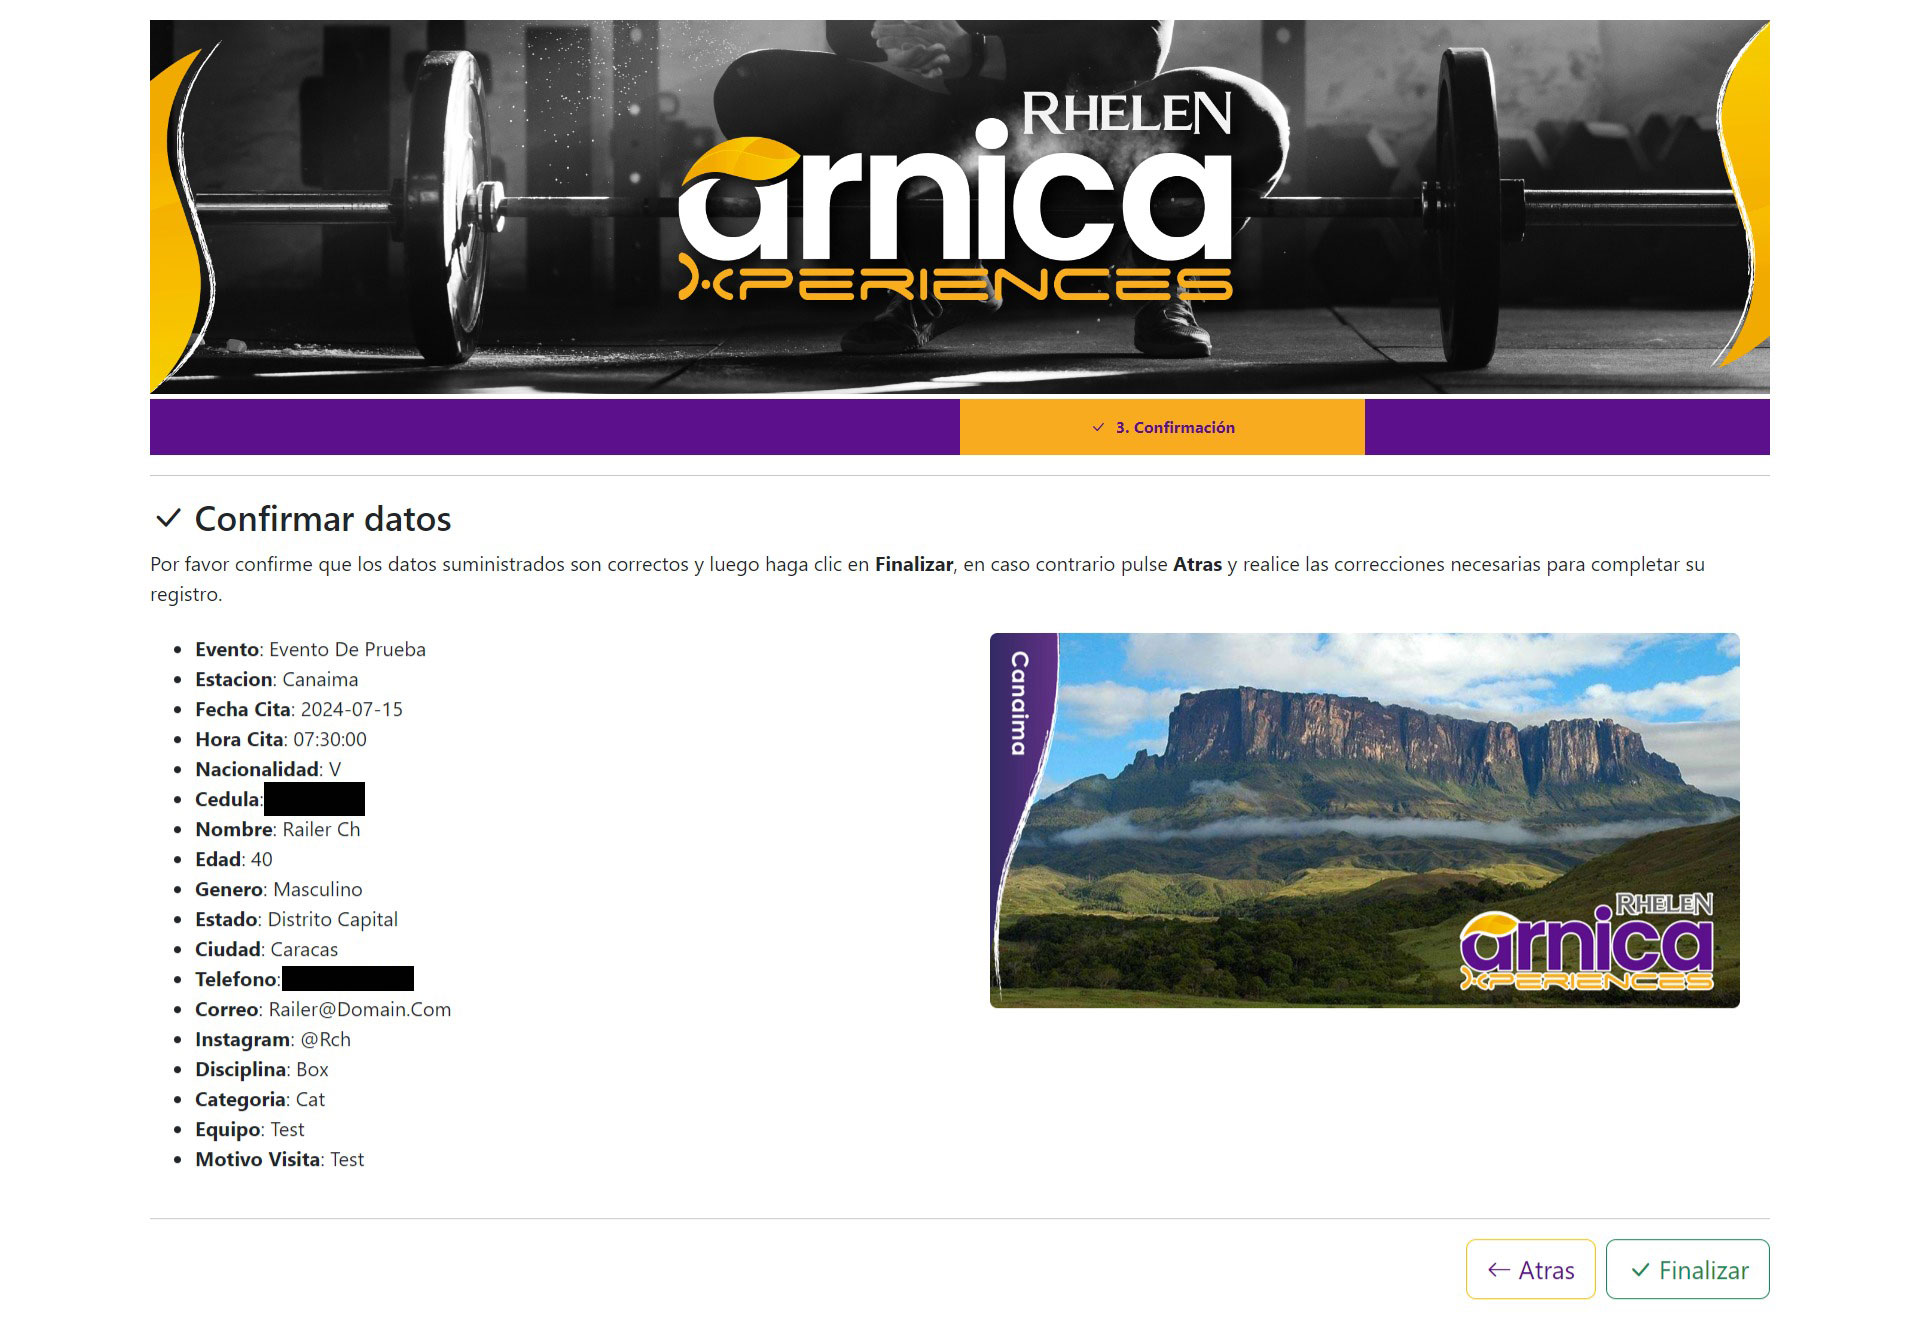 RHELEN
arnica
XPERIENCES
3. Confirmación
Confirmar datos
Por favor confirme que los datos suministrados son correctos y luego haga clic en Finalizar, en caso contrario pulse Atras y realice las correcciones necesarias para completar su
registro.
Evento: Evento De Prueba
Estacion: Canaima
Fecha Cita: 2024-07-15
Hora Cita: 07:30:00
Nacionalidad: V
Cedula:
Nombre: Railer Ch
Edad: 40
Genero: Masculino
Estado: Distrito Capital
Ciudad: Caracas
Telefono:
Correo: Railer@Domain.Com
Instagram: @Rch
Disciplina: Box
Categoria: Cat
Equipo: Test
Motivo Visita: Test
Canaima
RHELEN
arnica
XPERIENCES
← Atras
Finalizar